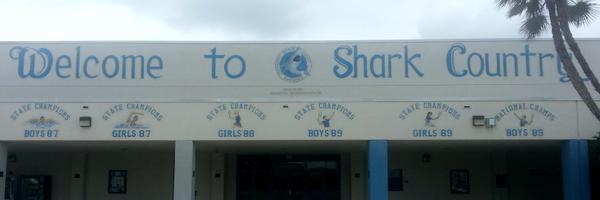 Welcome to Shark Country
STATE CHAMPIONS STATE CHAMPIONS STATE CHAMPIONS STATE CHAMPIONS STATE CHAMPIONS NATIONAL CHAMPS
BOYS 87 GIRLS 87 GIRLS 88 BOYS 89 GIRLS 89 BOYS 89